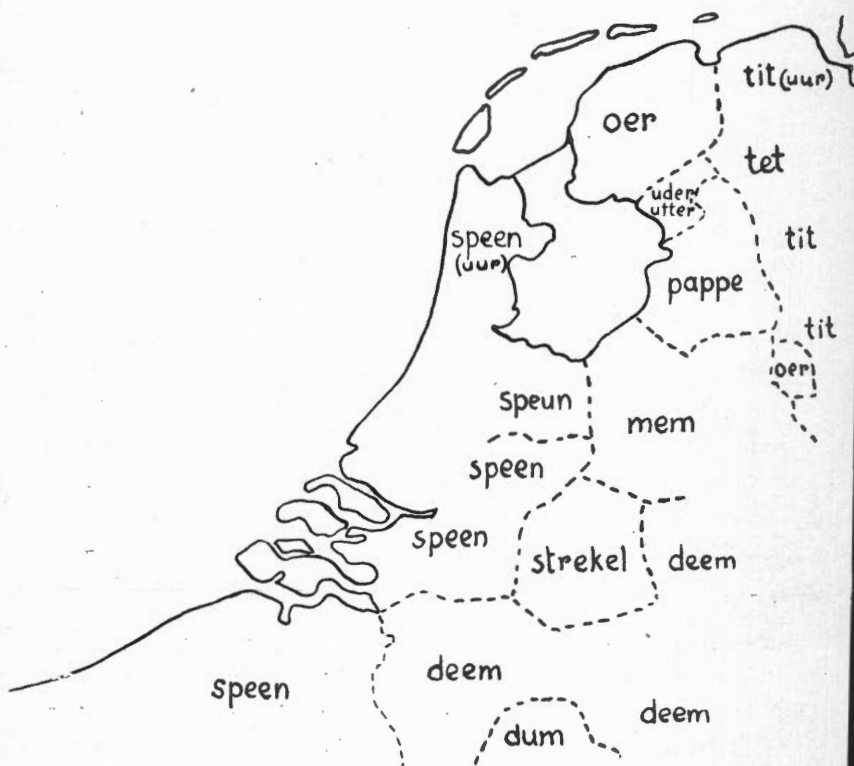 tit (uur)
oer
tet
uder
utter
speen
(uur)
tit
pappe
tit
oer
speun
mem
speen
speen
strekel
deem
speen
deem
deem
dum